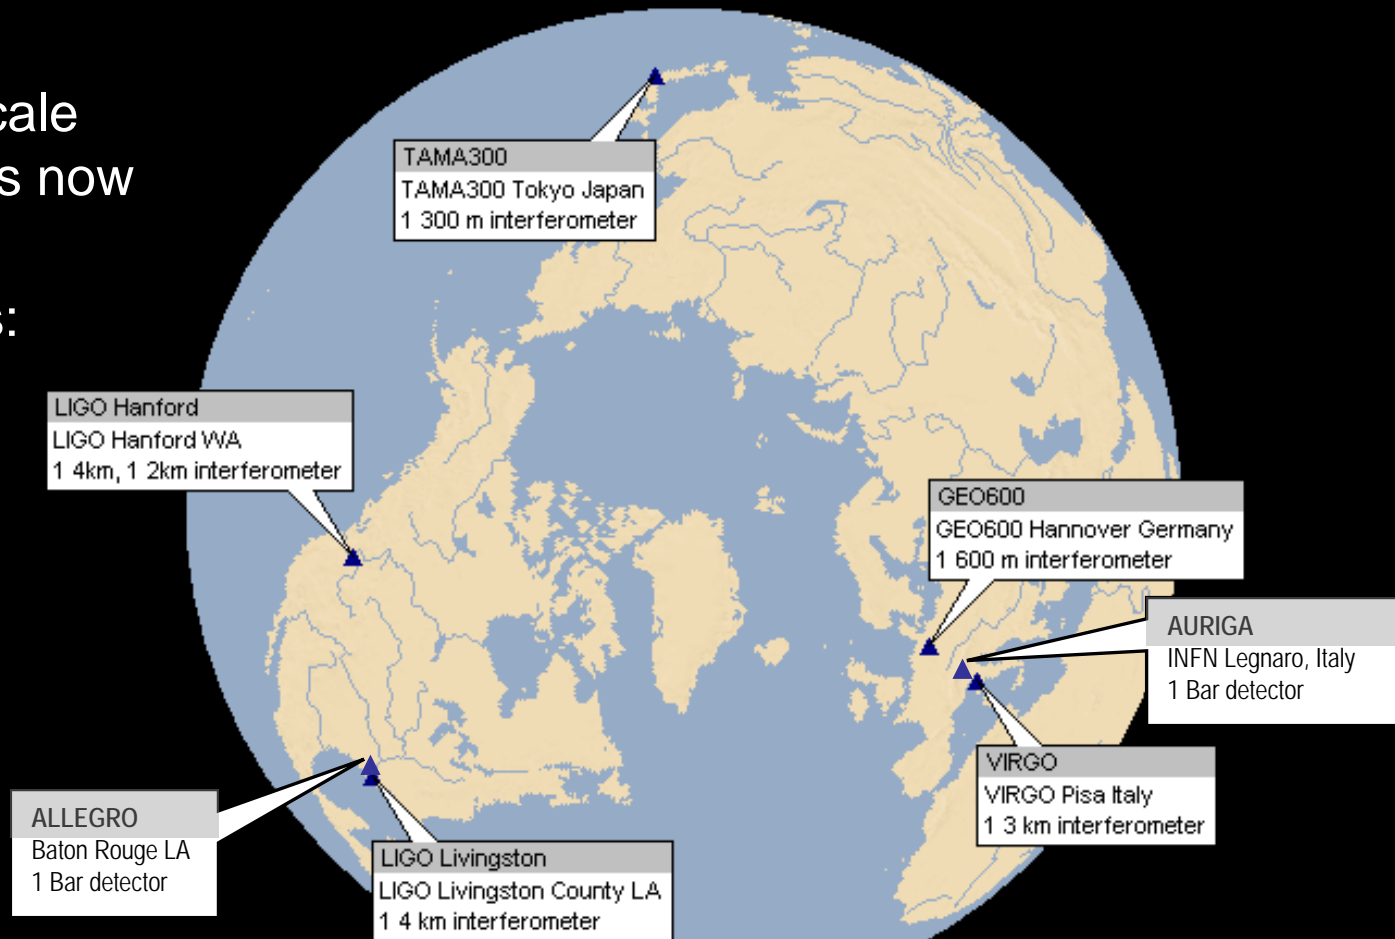 cale
s now
s:
TAMA300
TAMA300 Tokyo Japan
1 300 m interferometer
LIGO Hanford
LIGO Hanford WA
1 4km, 1 2km interferometer
GEO600
GEO600 Hannover Germany
1 600 m interferometer
AURIGA
INFN Legnaro, Italy
1 Bar detector
VIRGO
VIRGO Pisa Italy
1 3 km interferometer
ALLEGRO
Baton Rouge LA
1 Bar detector
LIGO Livingston
LIGO Livingston County LA
1 4 km interferometer